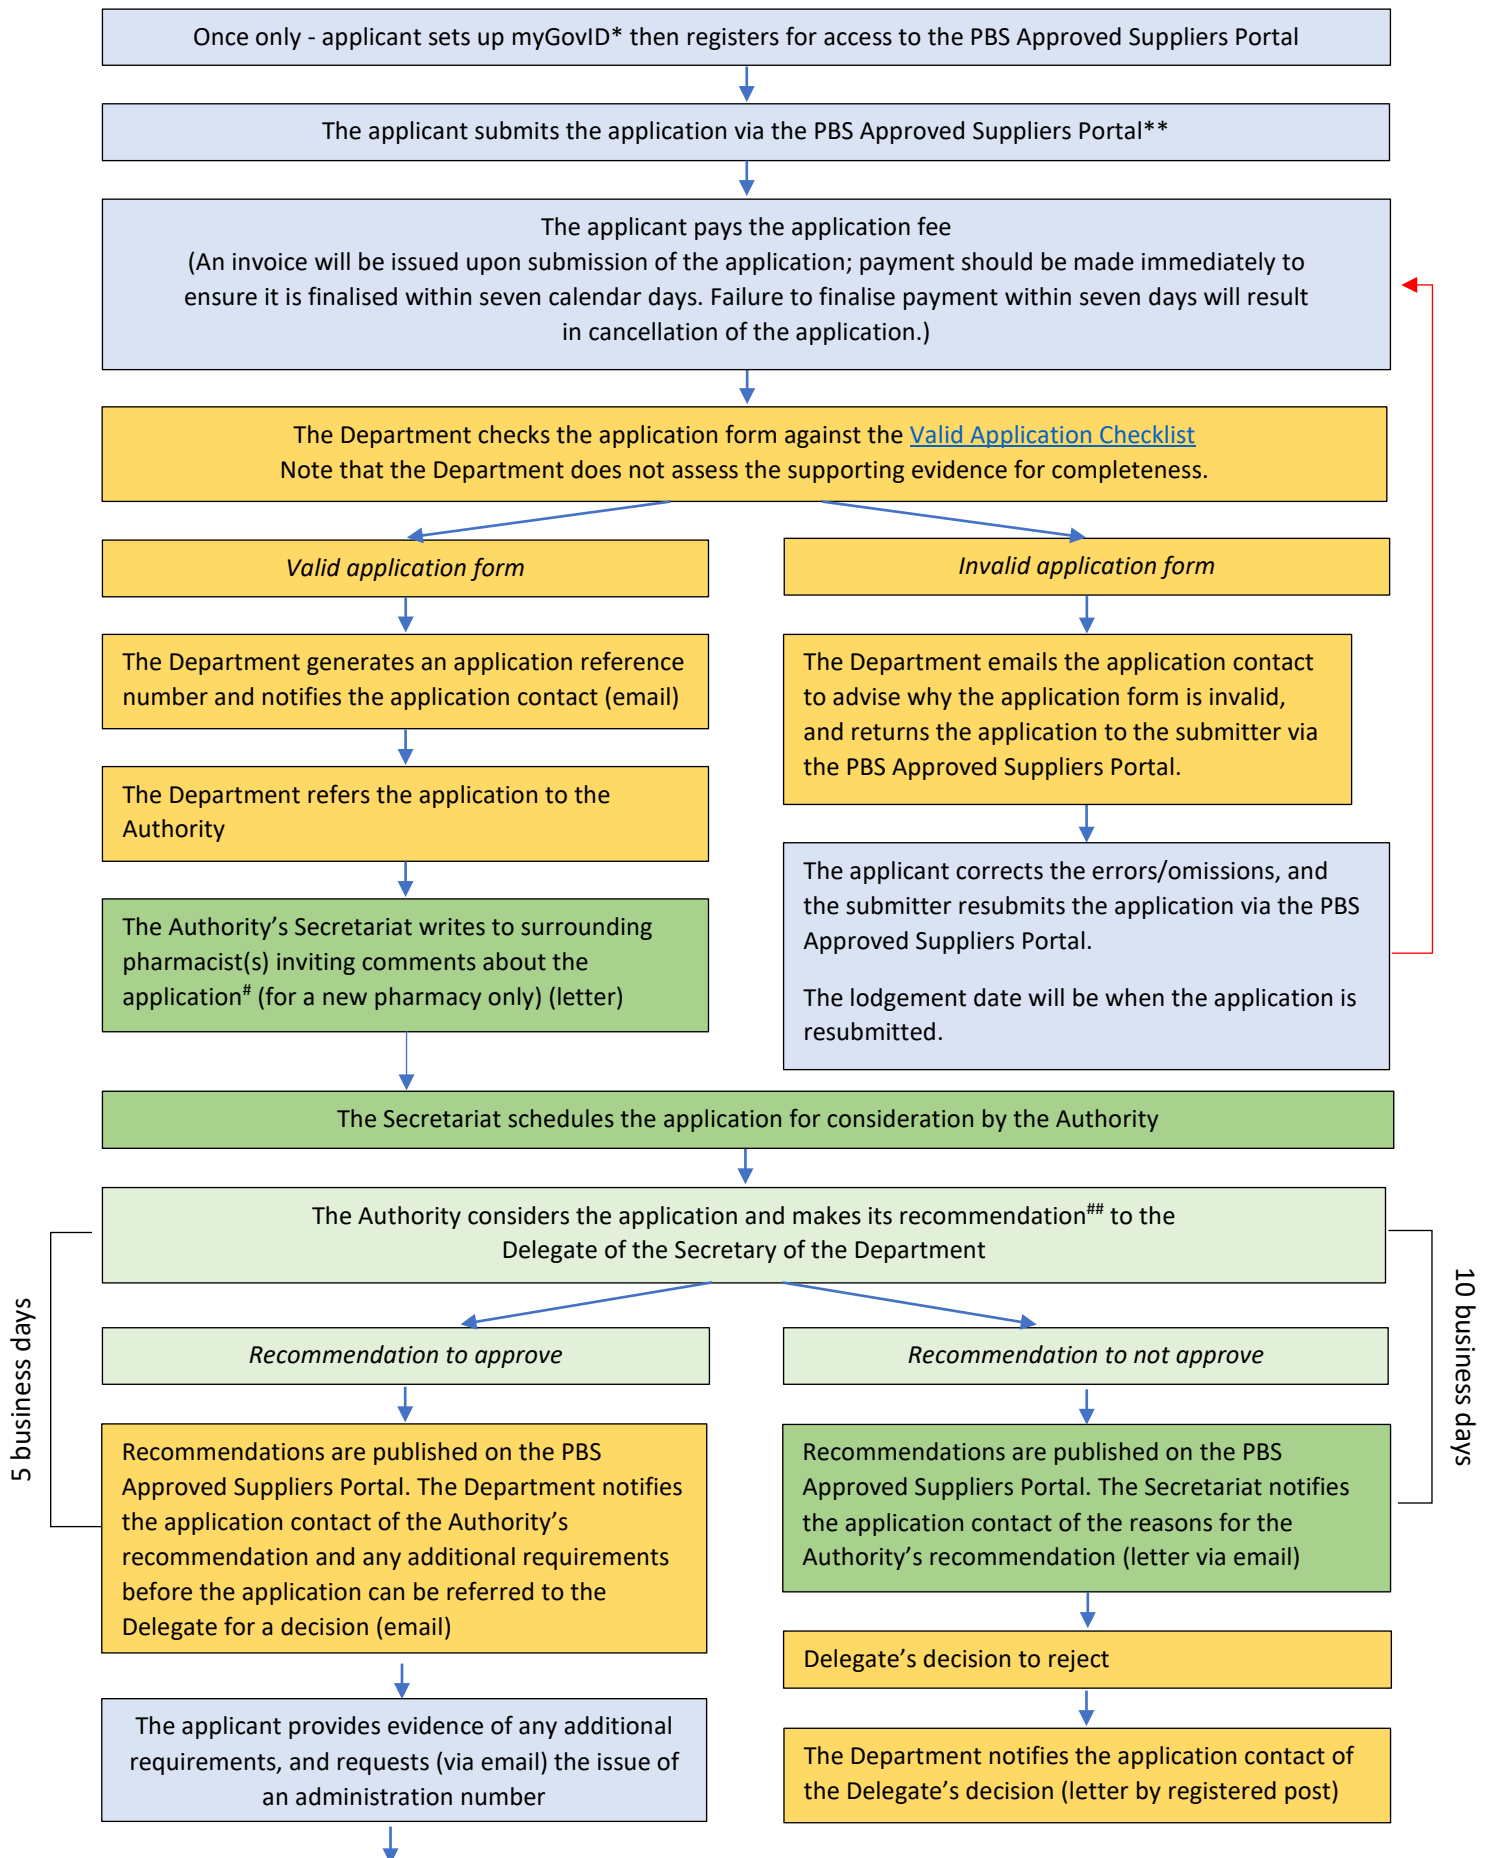 Once only - applicant sets up myGovID* then registers for access to the PBS Approved Suppliers Portal
The applicant submits the application via the PBS Approved Suppliers Portal**
The applicant pays the application fee
(An invoice will be issued upon submission of the application; payment should be made immediately to
ensure it is finalised within seven calendar days. Failure to finalise payment within seven days will result
in cancellation of the application.)
The Department checks the application form against the Valid Application Checklist
Note that the Department does not assess the supporting evidence for completeness.
Valid application form
The Department generates an application reference
number and notifies the application contact (email)
The Department refers the application to the
Authority
The Authority’s Secretariat writes to surrounding
pharmacist(s) inviting comments about the
application# (for a new pharmacy only) (letter)
Invalid application form
The Department emails the application contact
to advise why the application form is invalid,
and returns the application to the submitter via
the PBS Approved Suppliers Portal.
The applicant corrects the errors/omissions, and
the submitter resubmits the application via the PBS
Approved Suppliers Portal.
The lodgement date will be when the application is
resubmitted.
The Secretariat schedules the application for consideration by the Authority
The Authority considers the application and makes its recommendation## to the
Delegate of the Secretary of the Department
5 business days
Recommendation to approve
Recommendations are published on the PBS
Approved Suppliers Portal. The Department notifies
the application contact of the Authority’s
recommendation and any additional requirements
before the application can be referred to the
Delegate for a decision (email)
The applicant provides evidence of any additional
requirements, and requests (via email) the issue of
an administration number
10 business days
Recommendation to not approve
Recommendations are published on the PBS
Approved Suppliers Portal. The Secretariat notifies
the application contact of the reasons for the
Authority’s recommendation (letter via email)
Delegate’s decision to reject
The Department notifies the application contact of
the Delegate’s decision (letter by registered post)